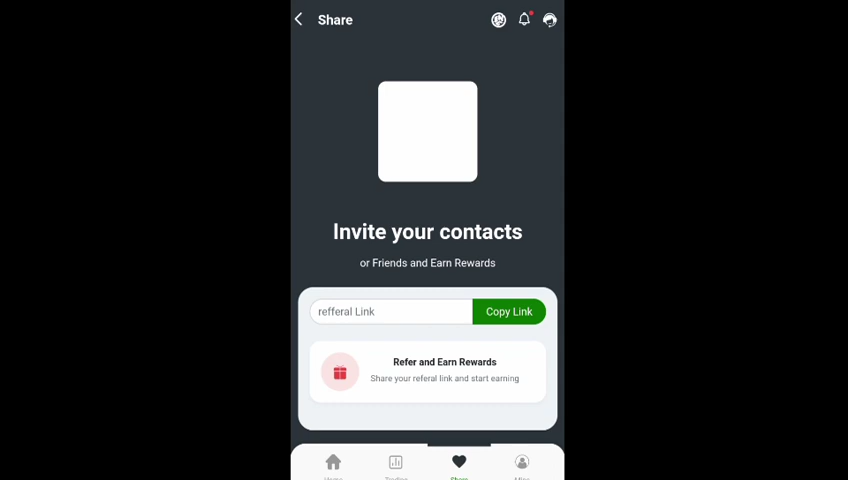 Share
Invite your contacts
or Friends and Earn Rewards
refferal Link
Copy Link
Refer and Earn Rewards
Share your referal link and start earning
Home
Trading
Share
Mine